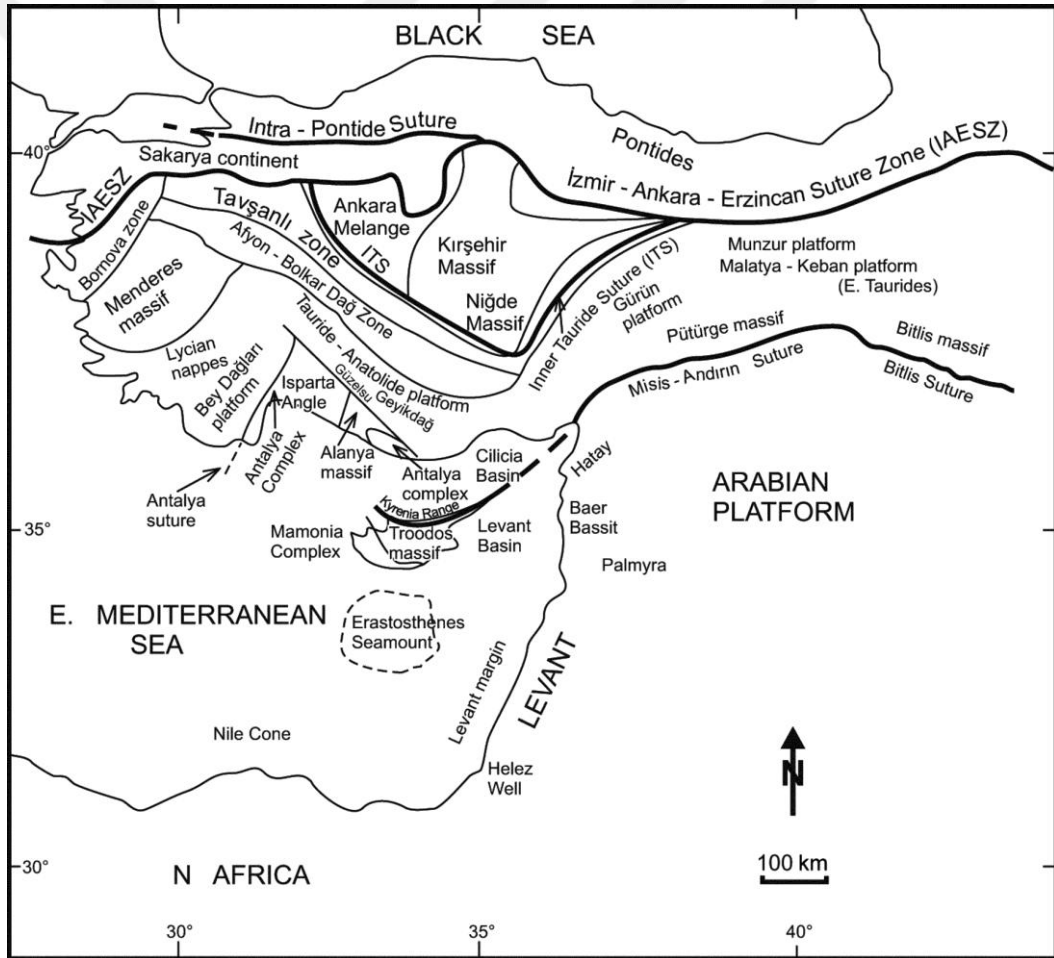 BLACK SEA
Intra - Pontide Suture
Pontides
40°
Sakarya continent
İzmir - Ankara - Erzincan Suture Zone (IAESZ)
IAESZ
Tavşanlı zone
Ankara
Melange
ITS
Kırşehir
Massif
Bornova zone
Afyon - Bolkar Dağ Zone
Munzur platform
Malatya - Keban platform
(E. Taurides)
Menderes
massif
Niğde
Massif
Inner Tauride Suture (ITS)
Gürün
platform
Pütürge massif
Bitlis massif
Tauride - Anatolide platform
Lycian
nappes
Misis - Andırın Suture
Bitlis Suture
Bey Dağları
platform
Isparta
Angle
Güzelsu
Geyikdağ
Antalya
Complex
Alanya
massif
Antalya
complex
Cilicia
Basin
Hatay
ARABIAN
PLATFORM
Antalya
suture
Kyrenia Range
Baer
Bassit
35°
Mamonia
Complex
Troodos
massif
Levant
Basin
Palmyra
E. MEDITERRANEAN
SEA
Erastosthenes
Seamount
Levant margin
LEVANT
Nile Cone
Helez
Well
N
30°
N AFRICA
100 km
30°
35°
40°